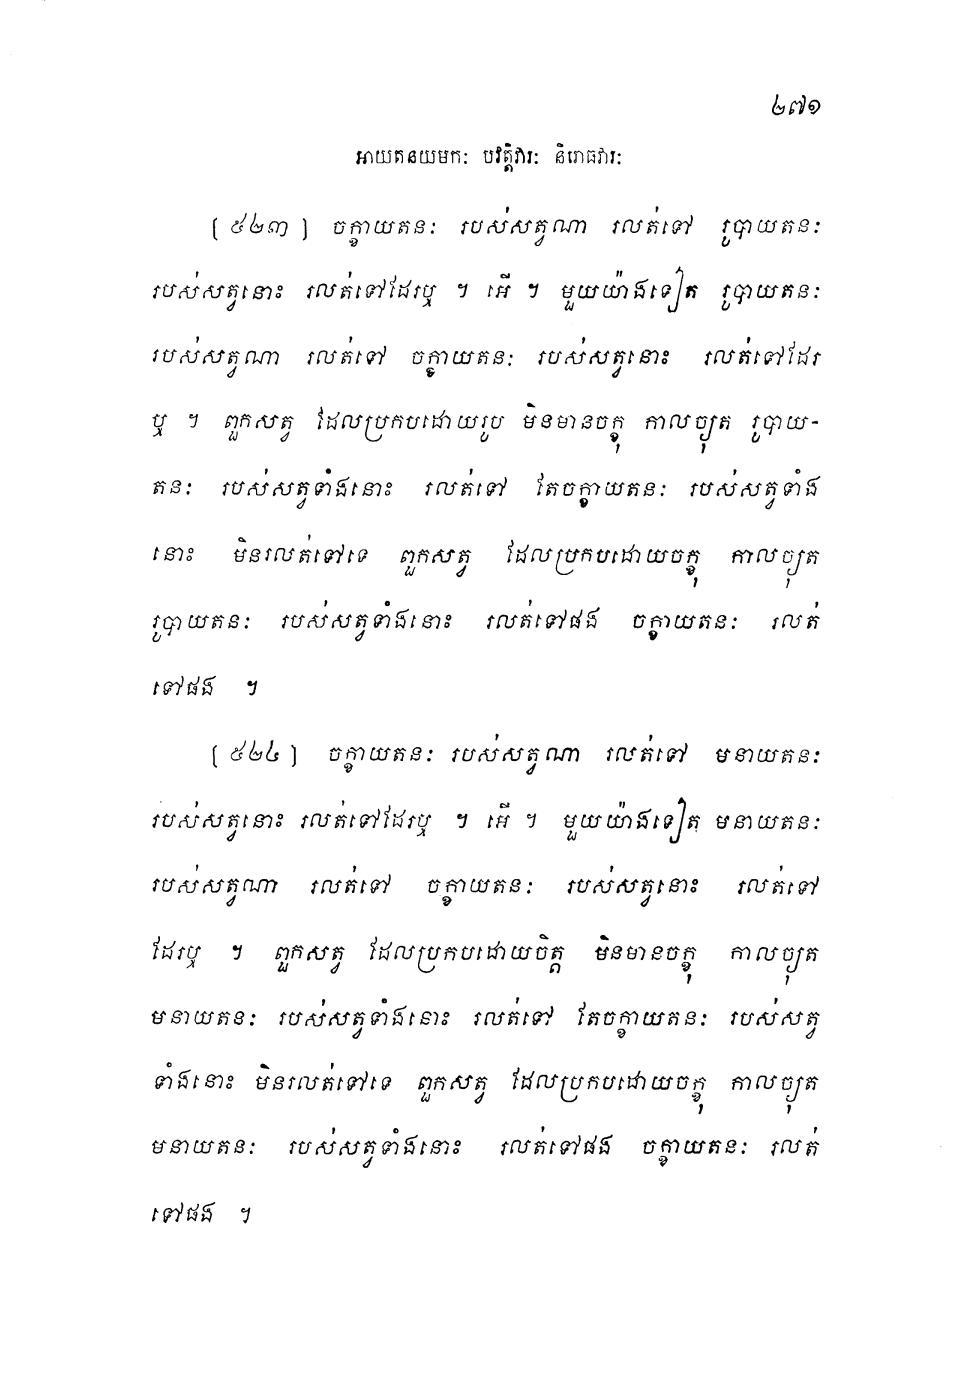 ២៧១
អាយតនយមកៈ បវត្តិវារៈ និរោធវារៈ
(៥២៣) ចក្ខាយតនៈ របស់សត្វណា រលត់ទៅ រូបាយតនៈ
របស់សត្វនោះ រលត់ទៅដែរឬ ។ អើ ។ មួយយ៉ាងទៀត រូបាយតនៈ
របស់សត្វណា រលត់ទៅ ចក្ខាយតនៈ របស់សត្វនោះ រលត់ទៅដែរ
ឬ ។ ពួកសត្វ ដែលប្រកបដោយរូប មិនមានចក្ខុ កាលច្យុត រូបាយ-
តនៈ របស់សត្វទាំងនោះ រលត់ទៅ តែចក្ខាយតនៈ របស់សត្វទាំង
នោះ មិនរលត់ទៅទេ ពួកសត្វ ដែលប្រកបដោយចក្ខុ កាលច្យុត
រូបាយតនៈ របស់សត្វទាំងនោះ រលត់ទៅផង ចក្ខាយតនៈ រលត់
ទៅផង ។
(៥២៤) ចក្ខាយតនៈ របស់សត្វណា រលត់ទៅ មនាយតនៈ
របស់សត្វនោះ រលត់ទៅដែរឬ ។ អើ ។ មួយយ៉ាងទៀត មនាយតនៈ
របស់សត្វណា រលត់ទៅ ចក្ខាយតនៈ របស់សត្វនោះ រលត់ទៅ
ដែរឬ ។ ពួកសត្វ ដែលប្រកបដោយចិត្ត មិនមានចក្ខុ កាលច្យុត
មនាយតនៈ របស់សត្វទាំងនោះ រលត់ទៅ តែចក្ខាយតនៈ របស់សត្វ
ទាំងនោះ មិនរលត់ទៅទេ ពួកសត្វ ដែលប្រកបដោយចក្ខុ កាលច្យុត
មនាយតនៈ របស់សត្វទាំងនោះ រលត់ទៅផង ចក្ខាយតនៈ រលត់
ទៅផង ។